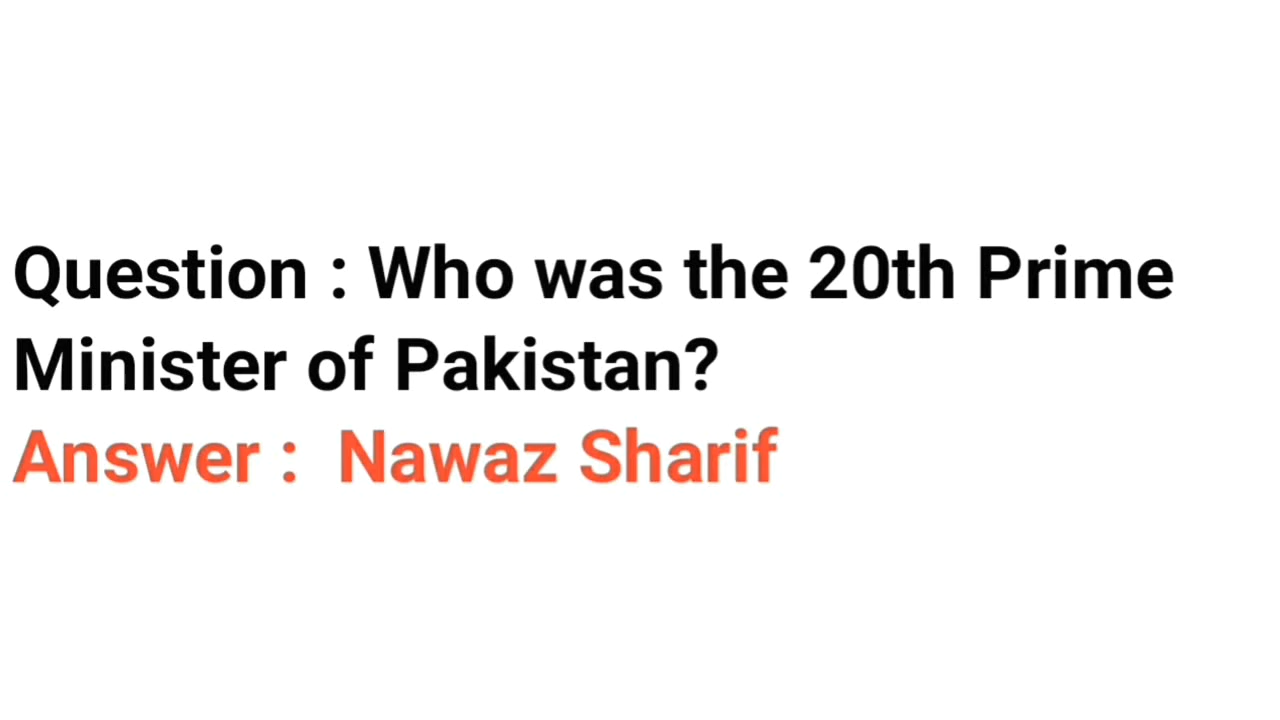 Question : Who was the 20th Prime
Minister of Pakistan?
Answer :  Nawaz Sharif